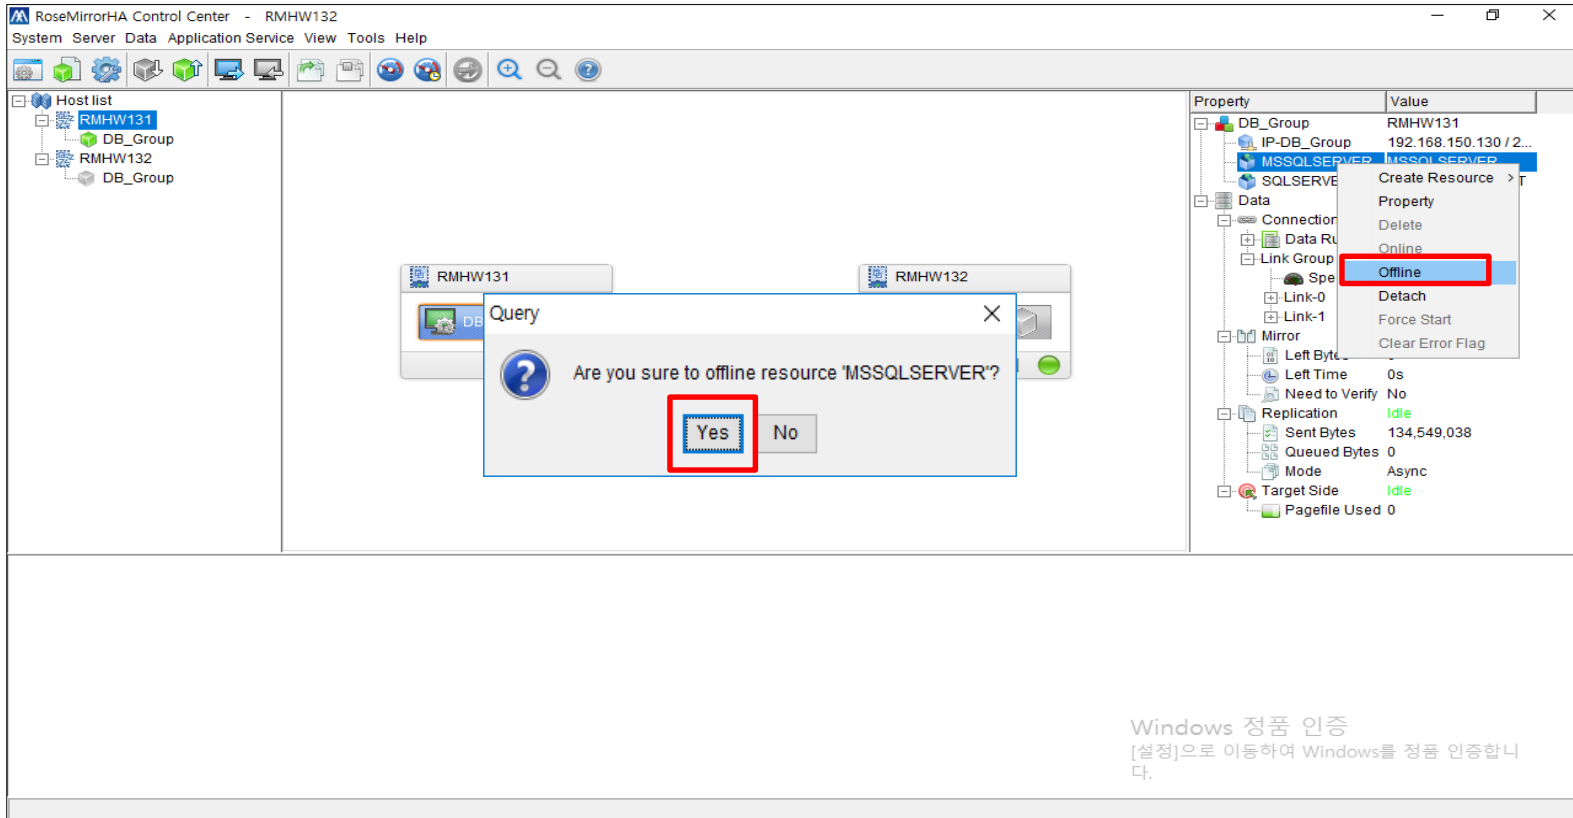 RoseMirrorHA Control Center - RMHW132
System Server Data Application Service View Tools Help
Host list
RMHW131
DB_Group
RMHW132
DB_Group
RMHW131
RMHW132
DB
Query
Are you sure to offline resource 'MSSQLSERVER'?
Yes No
Property Value
DB_Group RMHW131
IP-DB_Group 192.168.150.130 / 2...
MSSQLSERVER MSSQLSERVER
SQLSERVE T
Data
Connection
Data Ru
Link Group
Spe
Link-0
Link-1
Mirror
Left Bytes
Left Time 0s
Need to Verify No
Replication Idle
Sent Bytes 134,549,038
Queued Bytes 0
Mode Async
Target Side Idle
Pagefile Used 0
Create Resource >
Property
Delete
Online
Offline
Detach
Force Start
Clear Error Flag
Windows 정품 인증
[설정]으로 이동하여 Windows를 정품 인증합니
다.